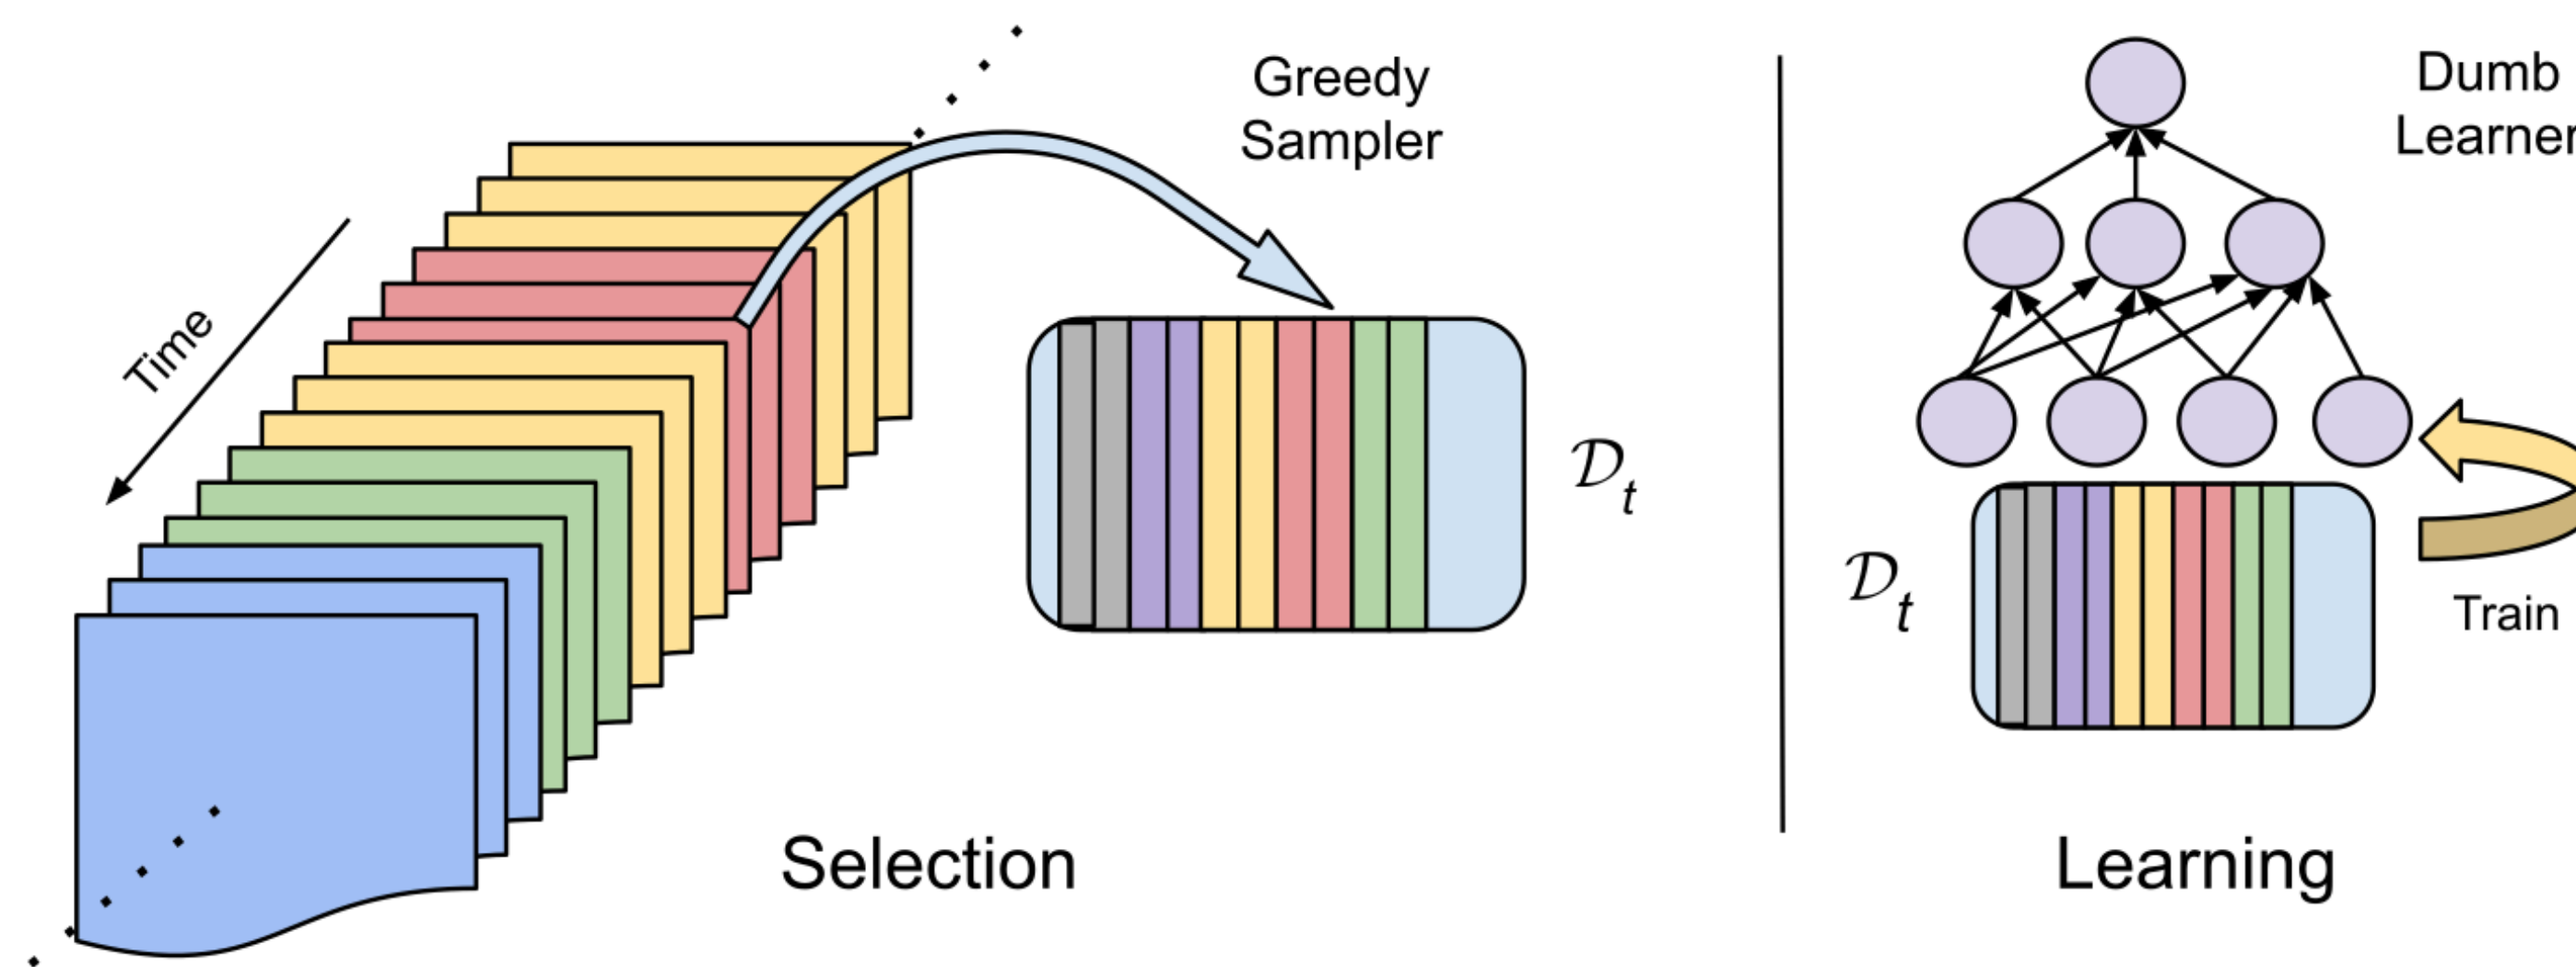 Greedy
Sampler
Time
𝒟t
Selection
Dumb
Learner
𝒟t
Train
Learning